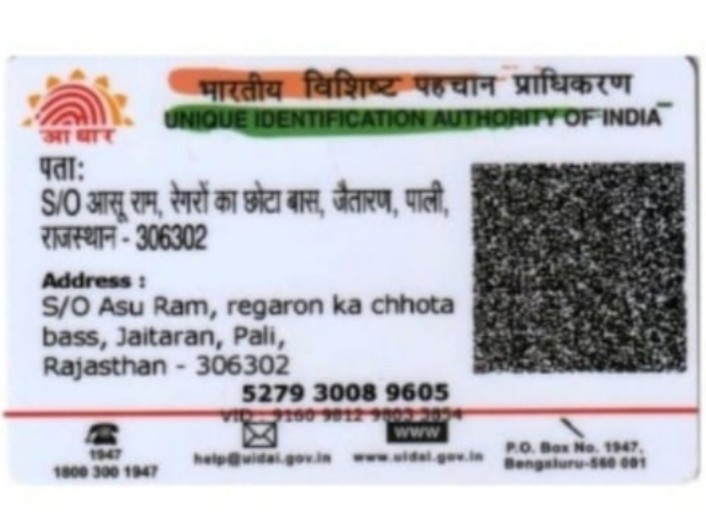 भारतीय विशिष्ट पहचान प्राधिकरण
UNIQUE IDENTIFICATION AUTHORITY OF INDIA
आधार
पता:
S/O आसू राम, रेगरों का छोटा बास, जैतारण, पाली,
राजस्थान - 306302
Address :
S/O Asu Ram, regaron ka chhota
bass, Jaitaran, Pali,
Rajasthan - 306302
5279 3008 9605
VID : 9160 9812
1947
1800 300 1947
help@uidai.gov.in
www
www.uidai.gov.in
P.O. Box No. 1947,
Bengaluru-560 001